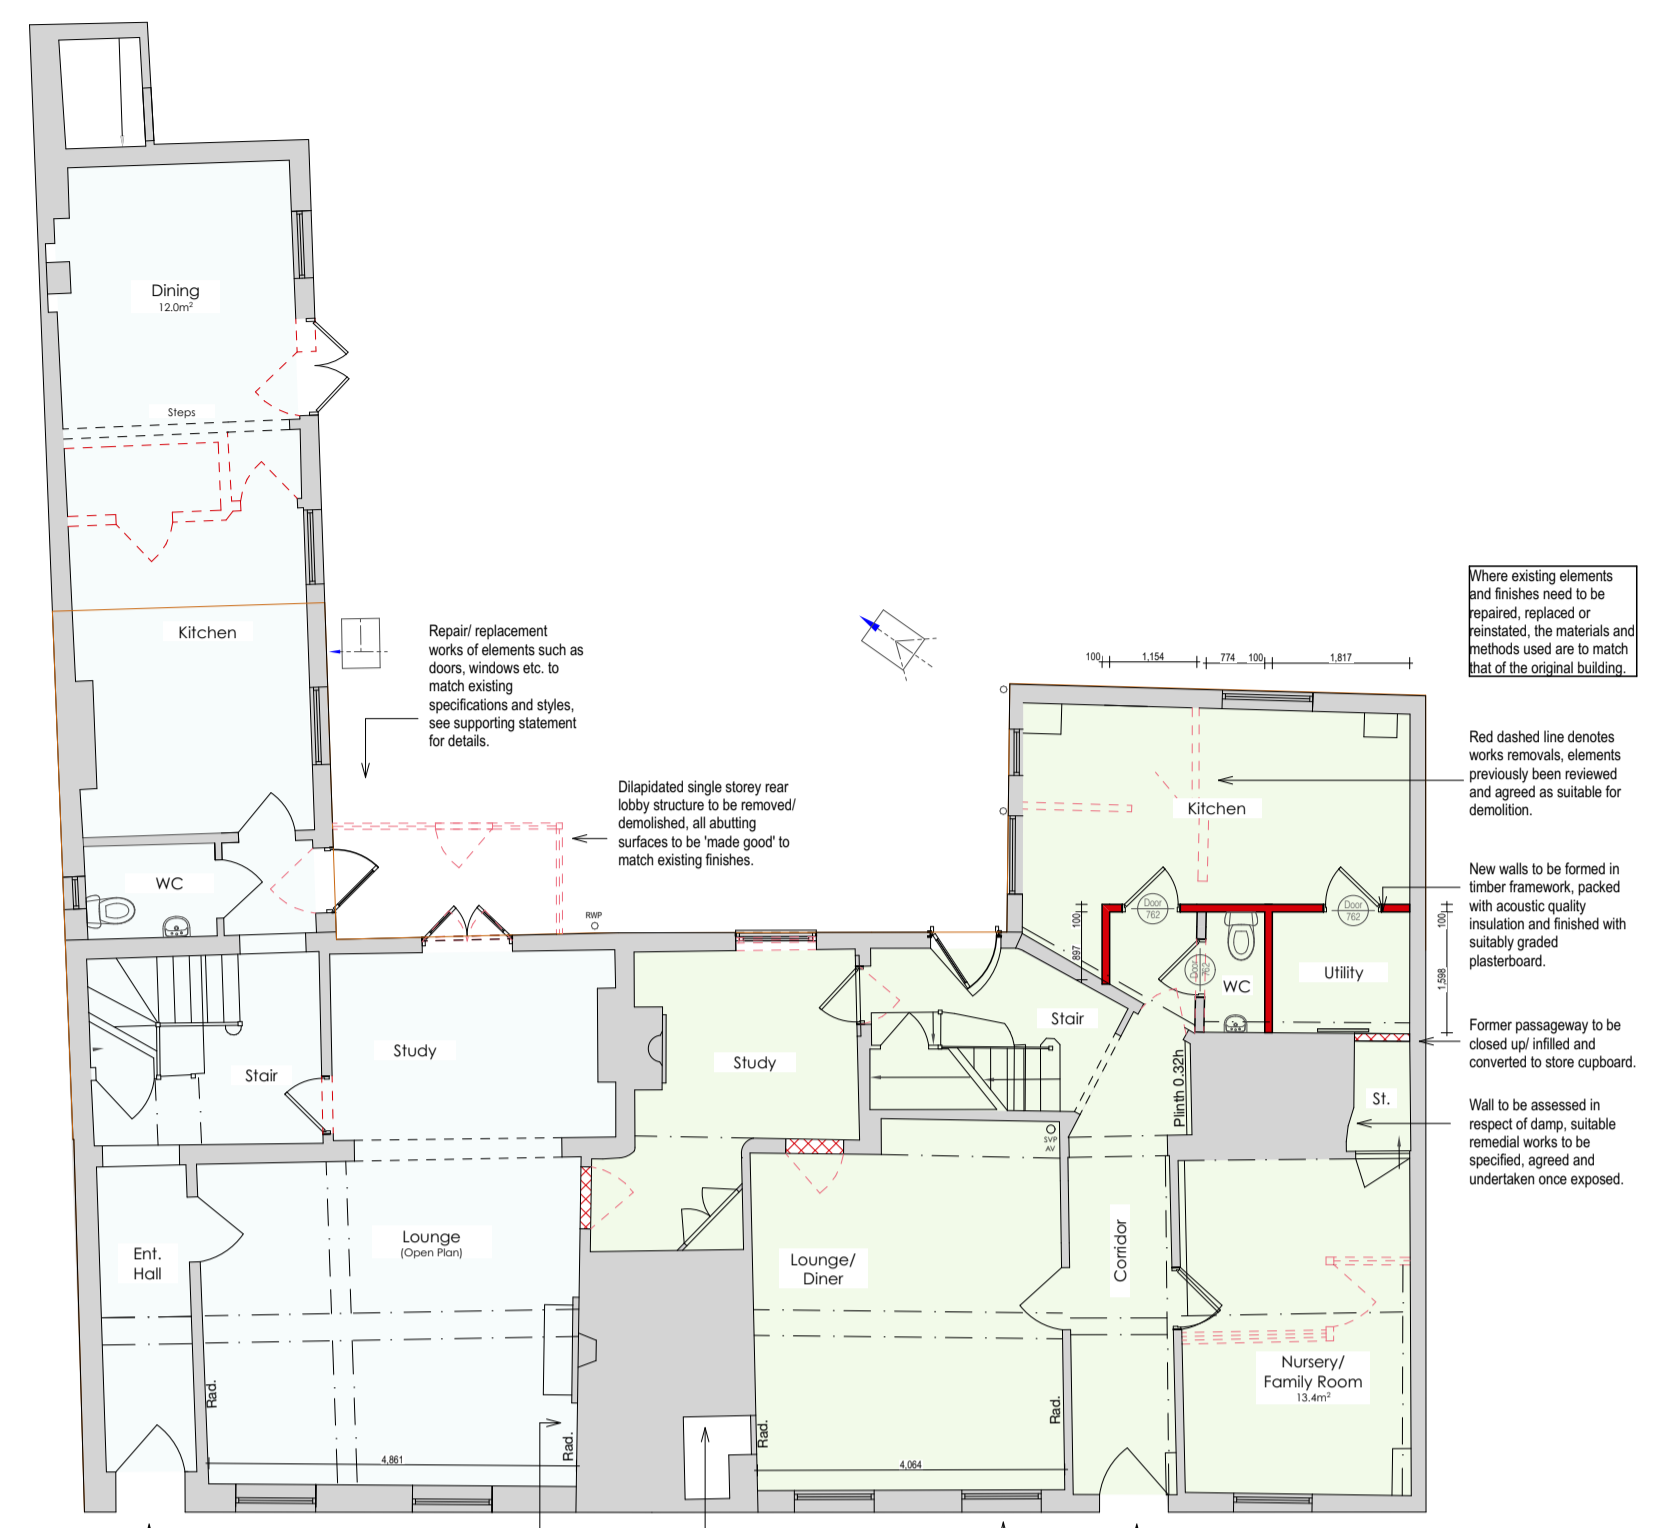 Dining
12.0m²
Steps
Kitchen
Repair/ replacement
works of elements such as
doors, windows etc. to
match existing
specifications and styles,
see supporting statement
for details.
Where existing elements
and finishes need to be
repaired, replaced or
reinstated, the materials and
methods used are to match
that of the original building.
100
1,154
774
100
1,817
Red dashed line denotes
works removals, elements
previously been reviewed
and agreed as suitable for
demolition.
Dilapidated single storey rear
lobby structure to be removed/
demolished, all abutting
surfaces to be 'made good' to
match existing finishes.
Kitchen
New walls to be formed in
timber framework, packed
with acoustic quality
insulation and finished with
suitably graded
plasterboard.
WC
RWP
Door
762
Door
762
100
897
Door
762
WC
Utility
100
1,598
Stair
Study
Study
Stair
Former passageway to be
closed up/ infilled and
converted to store cupboard.
Plinth 0.32h
St.
SVP
AV
Wall to be assessed in
respect of damp, suitable
remedial works to be
specified, agreed and
undertaken once exposed.
Ent.
Hall
Lounge
(Open Plan)
Lounge/
Diner
Corridor
Nursery/
Family Room
13.4m²
Rad.
Rad.
Rad.
Rad.
4,861
4,064